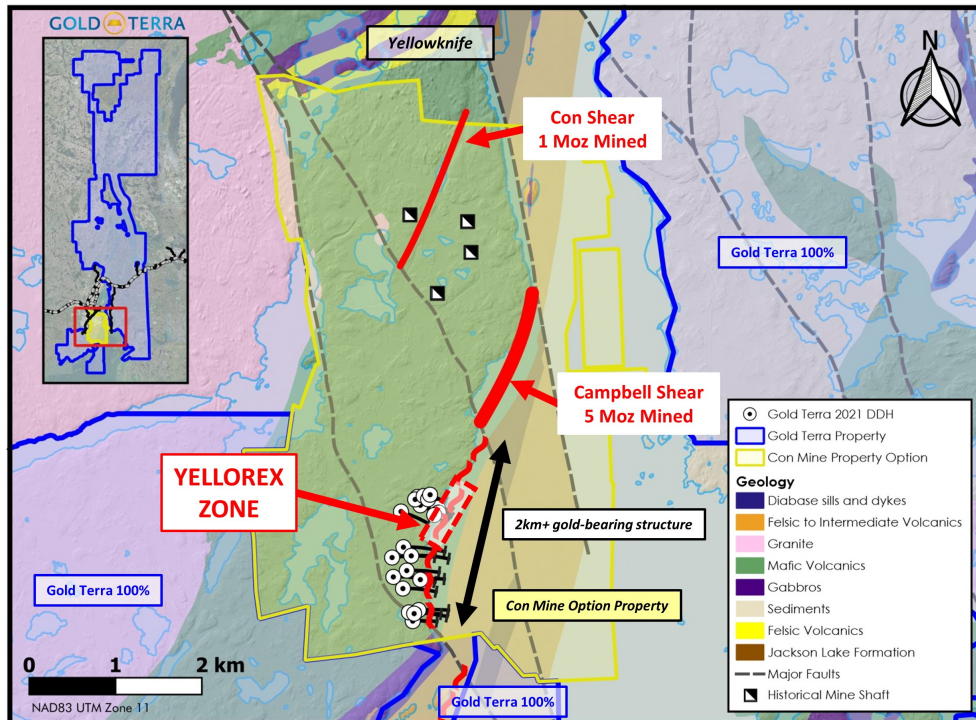 GOLD TERRA
Yellowknife
N
Con Shear
1 Moz Mined
Gold Terra 100%
Campbell Shear
5 Moz Mined
YELLOREX
ZONE
2km+ gold-bearing structure
Gold Terra 100%
Con Mine Option Property
0 1 2 km
NAD83 UTM Zone 11
Gold Terra 100%
Gold Terra 2021 DDH
Gold Terra Property
Con Mine Property Option
Geology
Diabase sills and dykes
Felsic to Intermediate Volcanics
Granite
Mafic Volcanics
Gabbros
Sediments
Felsic Volcanics
Jackson Lake Formation
Major Faults
Historical Mine Shaft